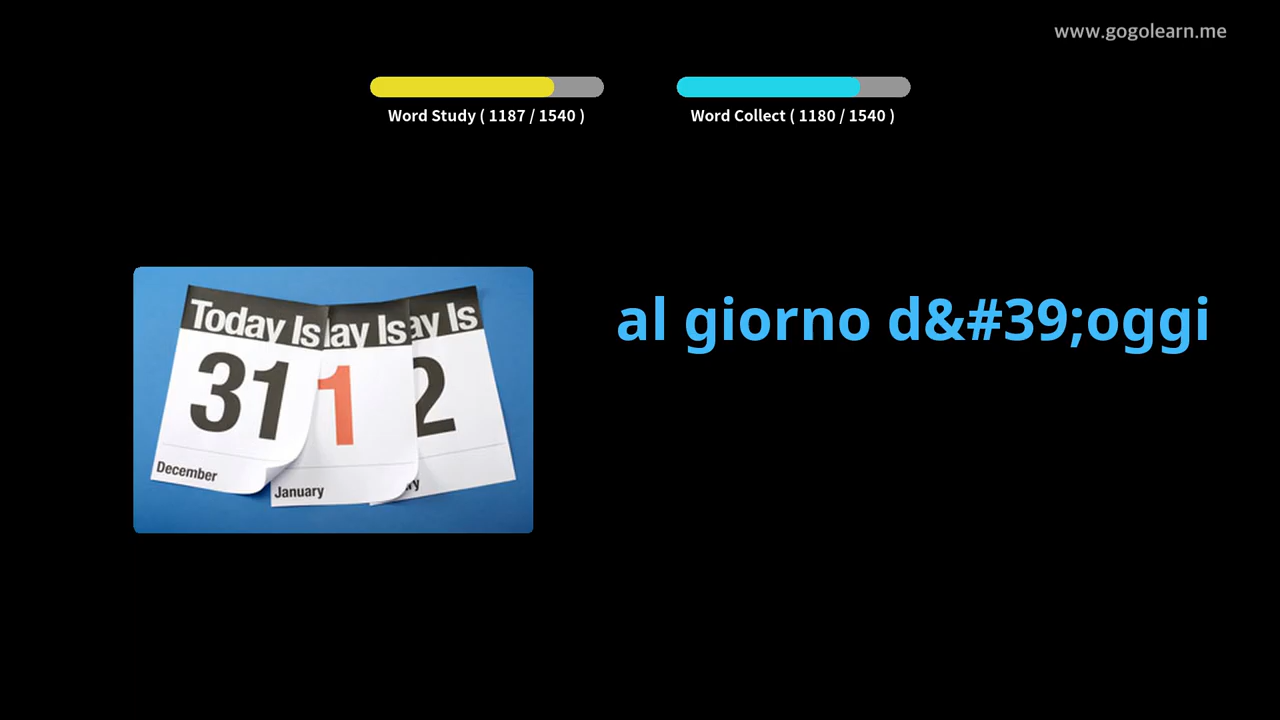 www.gogolearn.me
Word Study ( 1187 / 1540 )
Word Collect ( 1180 / 1540 )
al giorno d&#39;oggi
Today Is
ay Is
ay Is
31
1
2
December
January
ry